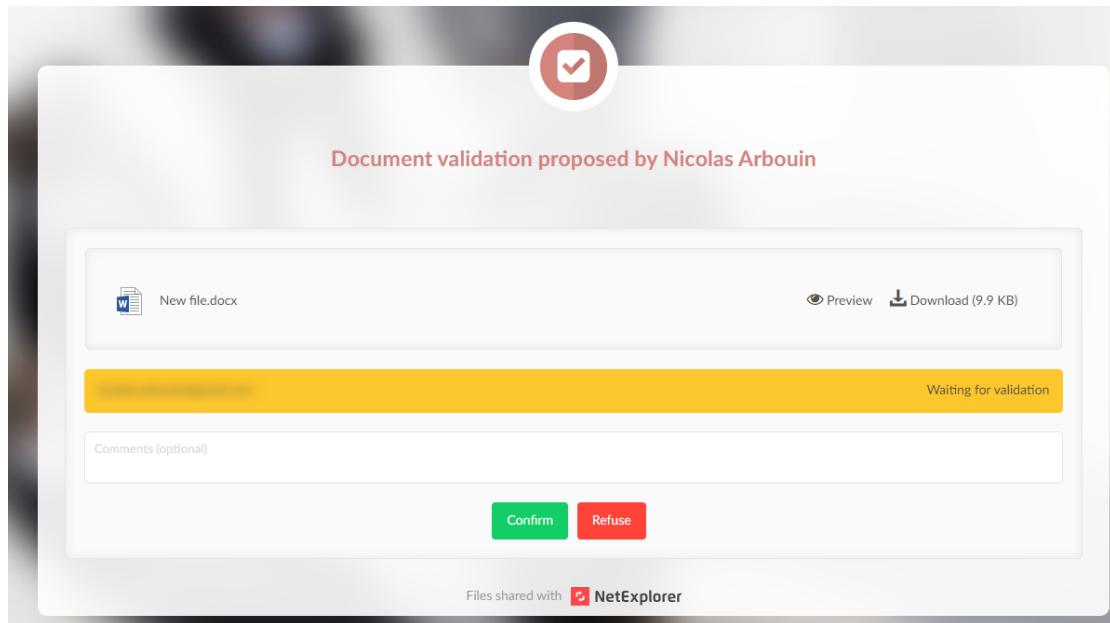 Document validation proposed by Nicolas Arbouin
New file.docx Preview Download (9.9 KB)
Waiting for validation
Comments (optional)
Confirm Refuse
Files shared with NetExplorer